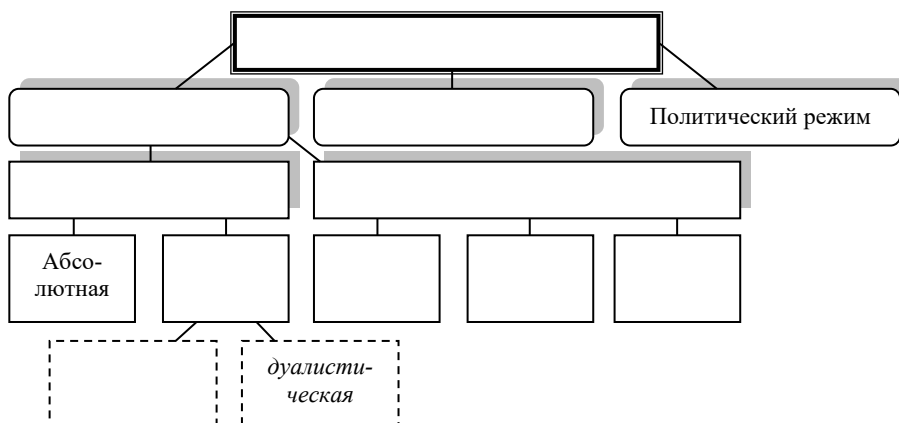 Политический режим
Абсо-
лютная
дуалисти-
ческая